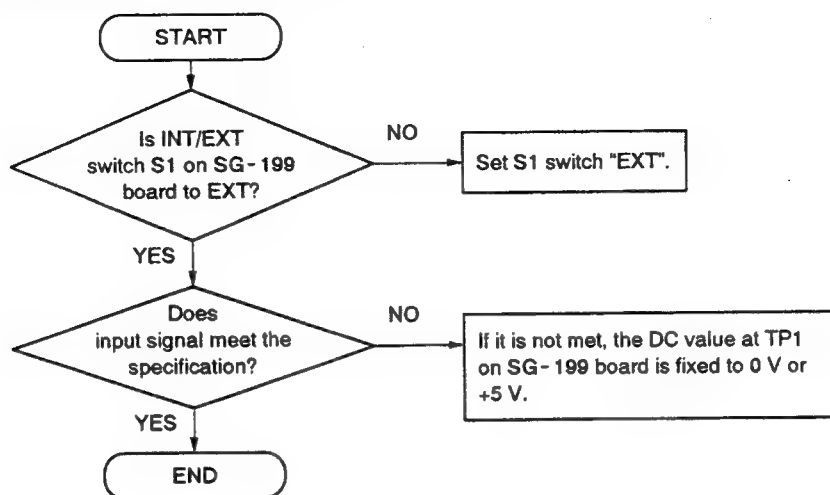 START
Is INT/EXT
switch S1 on SG-199
board to EXT?
NO
Set S1 switch "EXT".
YES
Does
input signal meet the
specification?
NO
If it is not met, the DC value at TP1
on SG-199 board is fixed to 0 V or
+5 V.
YES
END